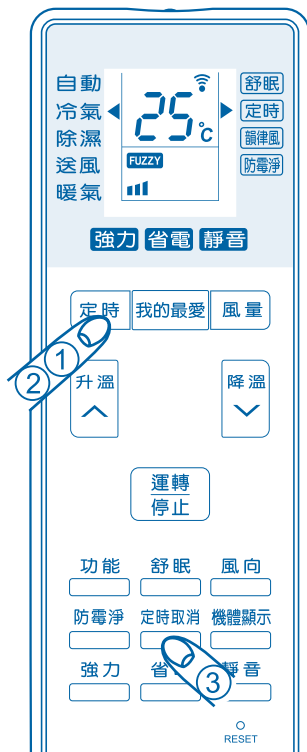 自動
冷氣
除濕
送風
暖氣
25℃
FUZZY
舒眠
定時
韻律風
防霉淨
強力 省電 靜音
定時 我的最愛 風量
①
②
升溫 降溫
運轉
停止
功能 舒眠 風向
防霉淨 定時取消 機體顯示
強力 省 靜音
③
RESET